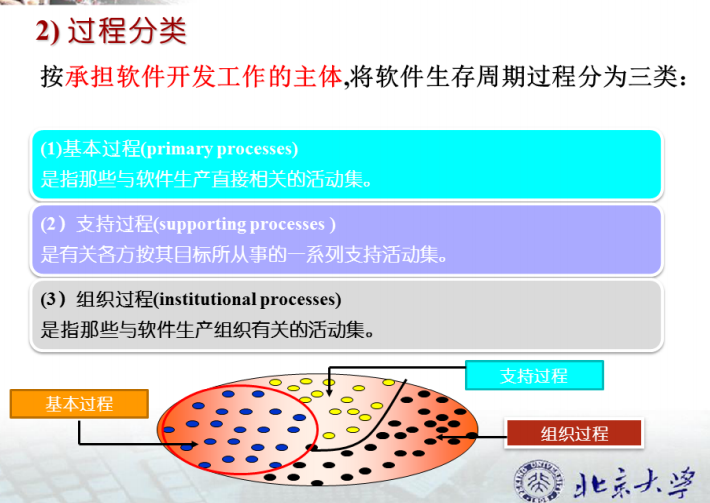 2) 过程分类
按承担软件开发工作的主体,将软件生存周期过程分为三类：
(1)基本过程(primary processes)
是指那些与软件生产直接相关的活动集。
(2）支持过程(supporting processes )
是有关各方按其目标所从事的一系列支持活动集。
(3）组织过程(institutional processes)
是指那些与软件生产组织有关的活动集。
支持过程
基本过程
组织过程
北京大学